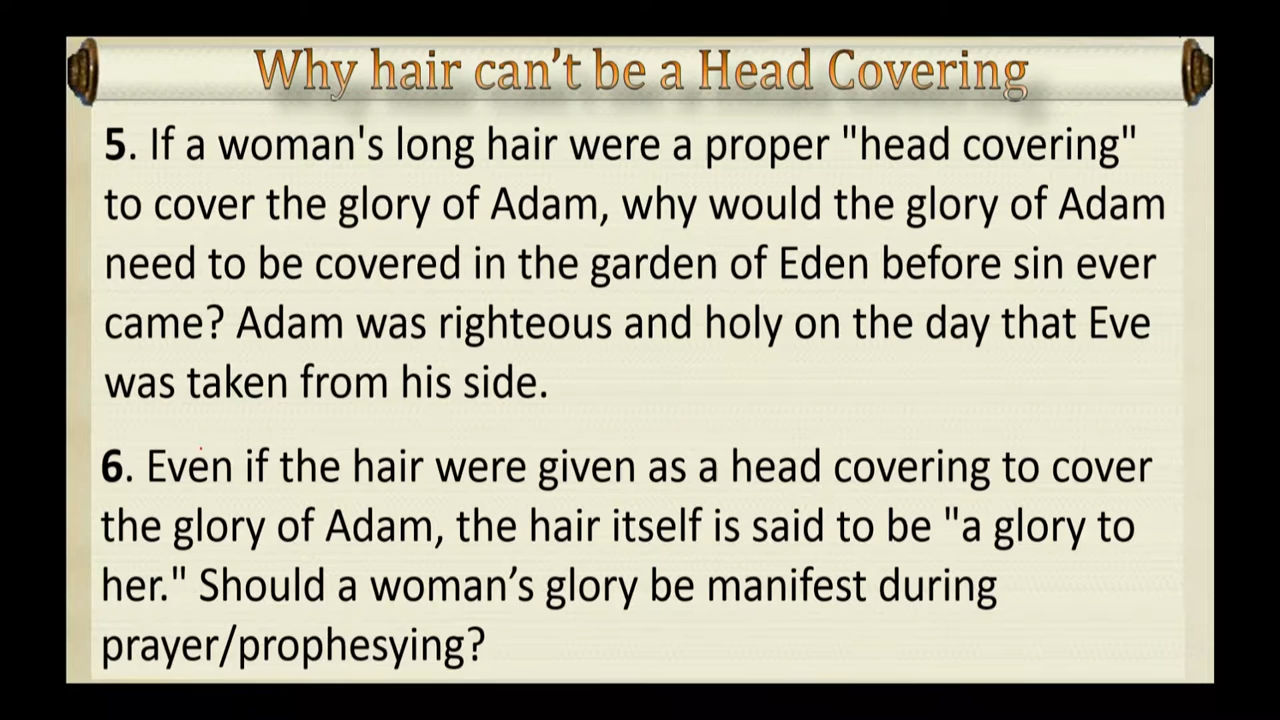 Why hair can’t be a Head Covering
5. If a woman's long hair were a proper "head covering"
to cover the glory of Adam, why would the glory of Adam
need to be covered in the garden of Eden before sin ever
came? Adam was righteous and holy on the day that Eve
was taken from his side.
6. Even if the hair were given as a head covering to cover
the glory of Adam, the hair itself is said to be "a glory to
her." Should a woman’s glory be manifest during
prayer/prophesying?